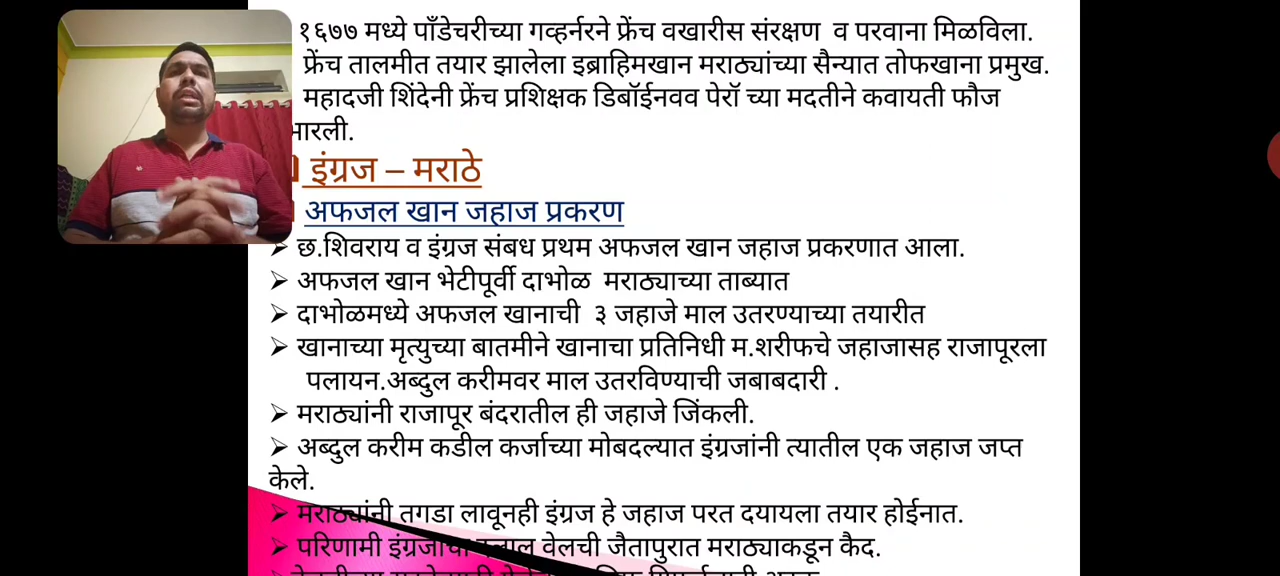 १६७७ मध्ये पाँडेचरीच्या गव्हर्नरने फ्रेंच वखारीस संरक्षण व परवाना मिळविला.
फ्रेंच तालमीत तयार झालेला इब्राहिमखान मराठ्यांच्या सैन्यात तोफखाना प्रमुख.
महादजी शिंदेनी फ्रेंच प्रशिक्षक डिबॉईनवव पेरॉ च्या मदतीने कवायती फौज
इंग्रज – मराठे
अफजल खान जहाज प्रकरण
➢ छ.शिवराय व इंग्रज संबध प्रथम अफजल खान जहाज प्रकरणात आला.
➢ अफजल खान भेटीपूर्वी दाभोळ मराठ्याच्या ताब्यात
➢ दाभोळमध्ये अफजल खानाची ३ जहाजे माल उतरण्याच्या तयारीत
➢ खानाच्या मृत्युच्या बातमीने खानाचा प्रतिनिधी म.शरीफचे जहाजासह राजापूरला
पलायन.अब्दुल करीमवर माल उतरविण्याची जबाबदारी .
➢ मराठ्यांनी राजापूर बंदरातील ही जहाजे जिंकली.
➢ अब्दुल करीम कडील कर्जाच्या मोबदल्यात इंग्रजांनी त्यातील एक जहाज जप्त
केले.
➢ मराठ्यांनी तगडा लावूनही इंग्रज हे जहाज परत दयायला तयार होईनात.
➢ परिणामी इंग्रजांचा दलाल वेलची जैतापुरात मराठ्याकडून कैद.